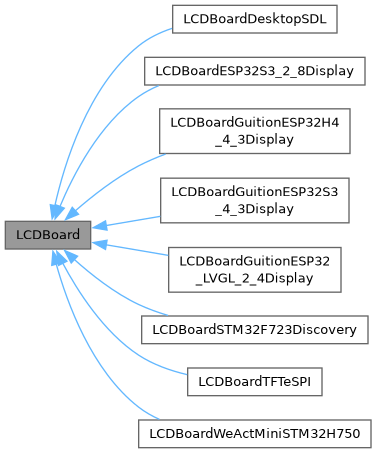 LCDBoardDesktopSDL
LCDBoardESP32S3_2_8Display
LCDBoardGuitionESP32H4
_4_3Display
LCDBoardGuitionESP32S3
_4_3Display
LCDBoard
LCDBoardGuitionESP32
_LVGL_2_4Display
LCDBoardSTM32F723Discovery
LCDBoardTFTeSPI
LCDBoardWeActMiniSTM32H750